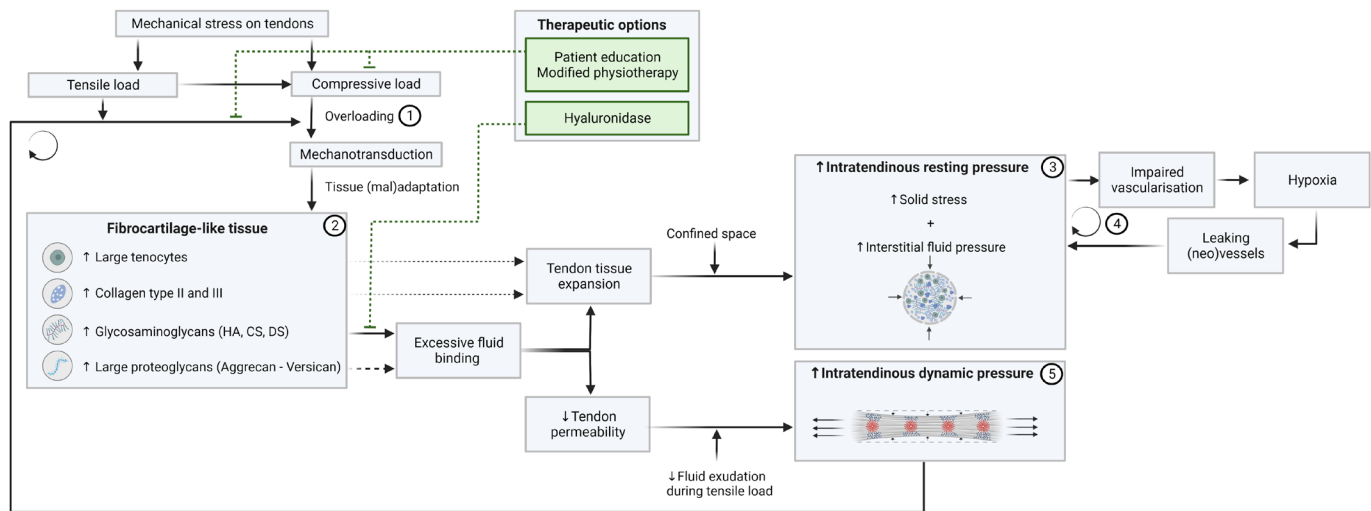 Mechanical stress on tendons
Tensile load
Compressive load
Overloading 1
Mechanotransduction
Tissue (mal)adaptation
Therapeutic options
Patient education
Modified physiotherapy
Hyaluronidase
2
Fibrocartilage-like tissue
↑ Large tenocytes
↑ Collagen type II and III
↑ Glycosaminoglycans (HA, CS, DS)
↑ Large proteoglycans (Aggrecan - Versican)
Excessive fluid
binding
Tendon tissue
expansion
↓Tendon
permeability
Confined space
↓Fluid exudation
during tensile load
↑Intratendinous resting pressure 3
↑Solid stress
+
↑Interstitial fluid pressure
Impaired
vascularisation
Hypoxia
4
Leaking
(neo)vessels
↑Intratendinous dynamic pressure 5